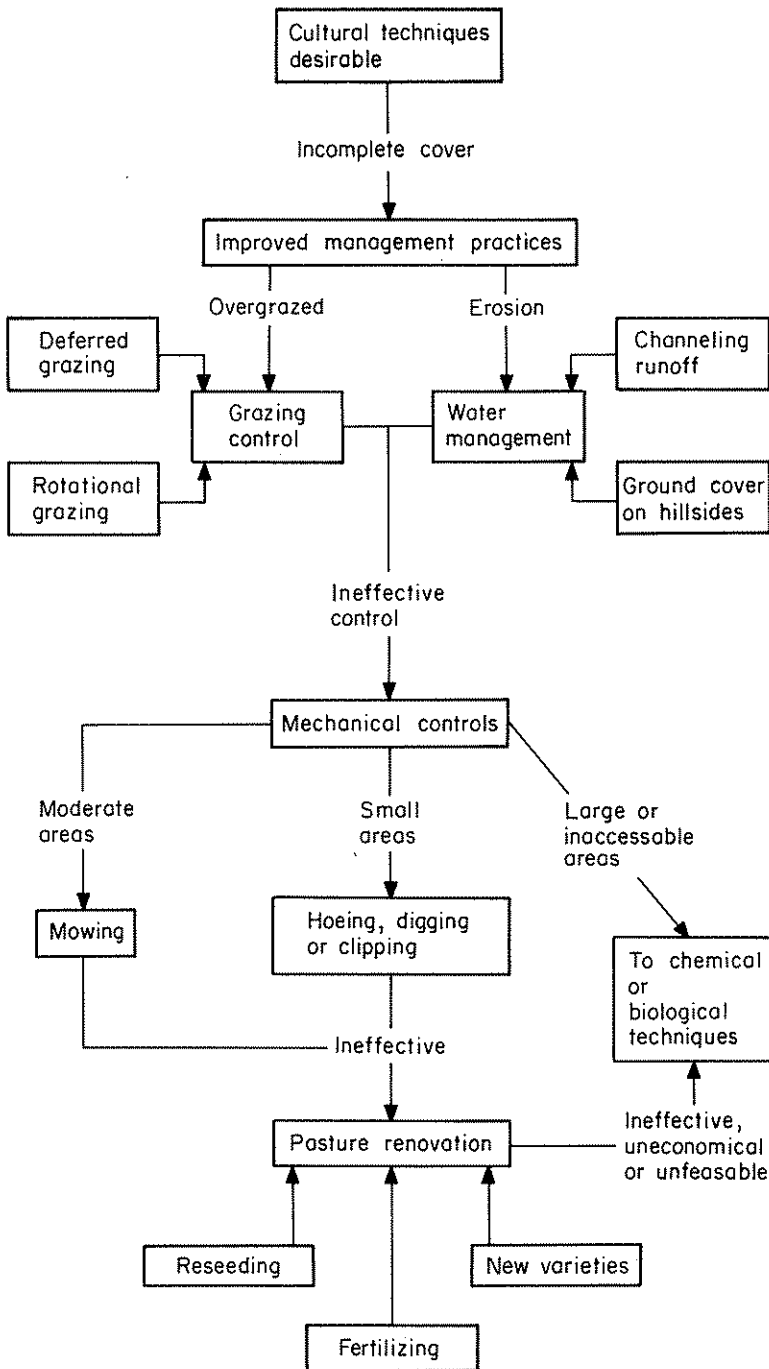 Cultural techniques
desirable
Incomplete cover
Improved management practices
Overgrazed
Erosion
Deferred
grazing
Channeling
runoff
Grazing
control
Water
management
Rotational
grazing
Ground cover
on hillsides
Ineffective
control
Mechanical controls
Moderate
areas
Small
areas
Large or
inaccessable
areas
Mowing
Hoeing, digging
or clipping
To chemical
or
biological
techniques
Ineffective
Pasture renovation
Ineffective,
uneconomical
or unfeasable
Reseeding
New varieties
Fertilizing